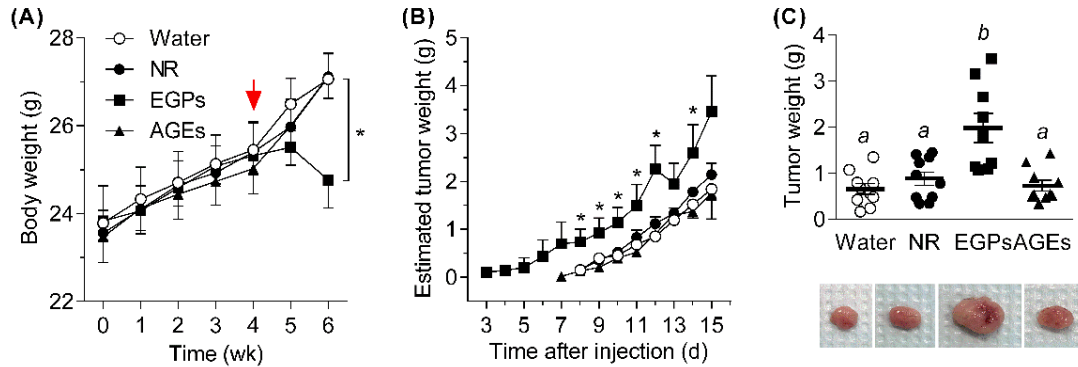 (A)
Body weight (g)
28
26
24
22
Water
NR
EGPs
AGEs
*
0 1 2 3 4 5 6
Time (wk)
(B)
Estimated tumor weight (g)
5
4
3
2
1
0
* * * * * *
3 5 7 9 11 13 15
Time after injection (d)
(C)
Tumor weight (g)
4
3
2
1
0
a a b a
Water NR EGPs AGEs